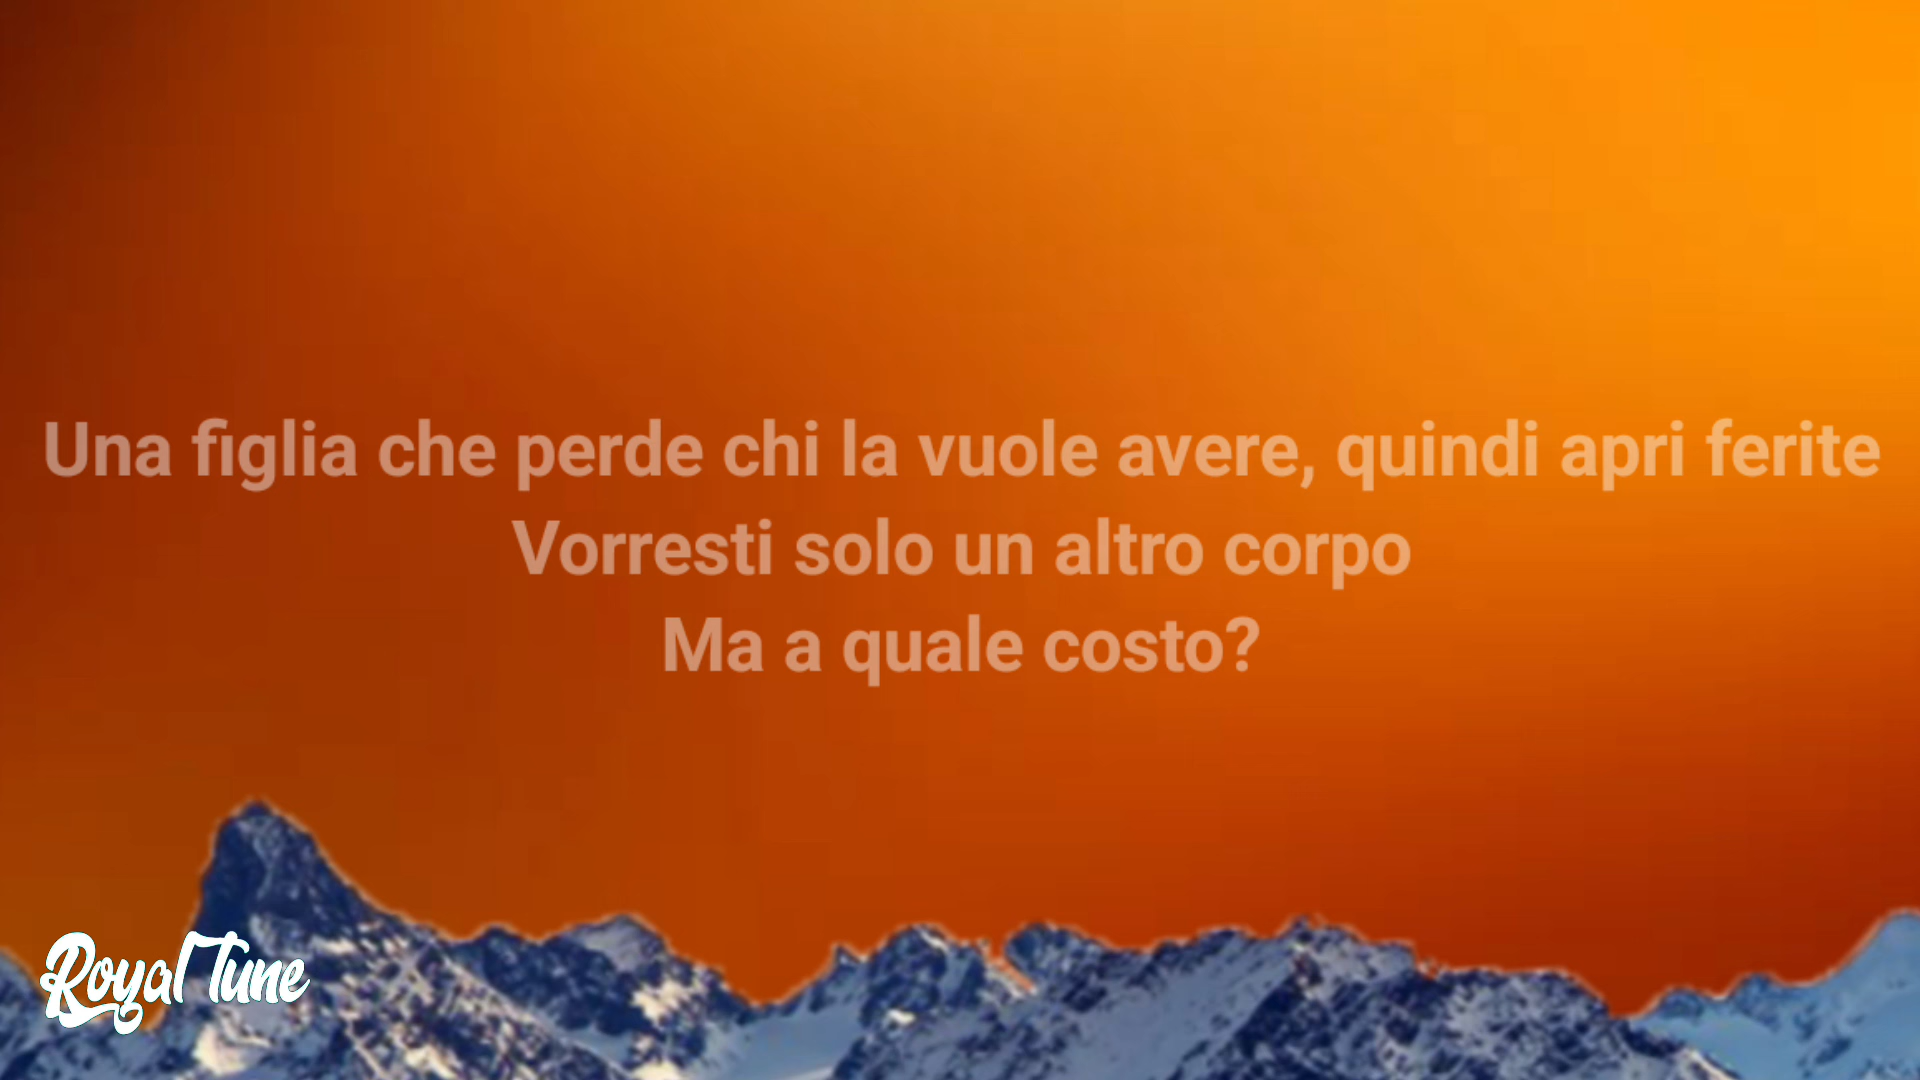 Una figlia che perde chi la vuole avere, quindi apri ferite
Vorresti solo un altro corpo
Ma a quale costo?
Royal Tune